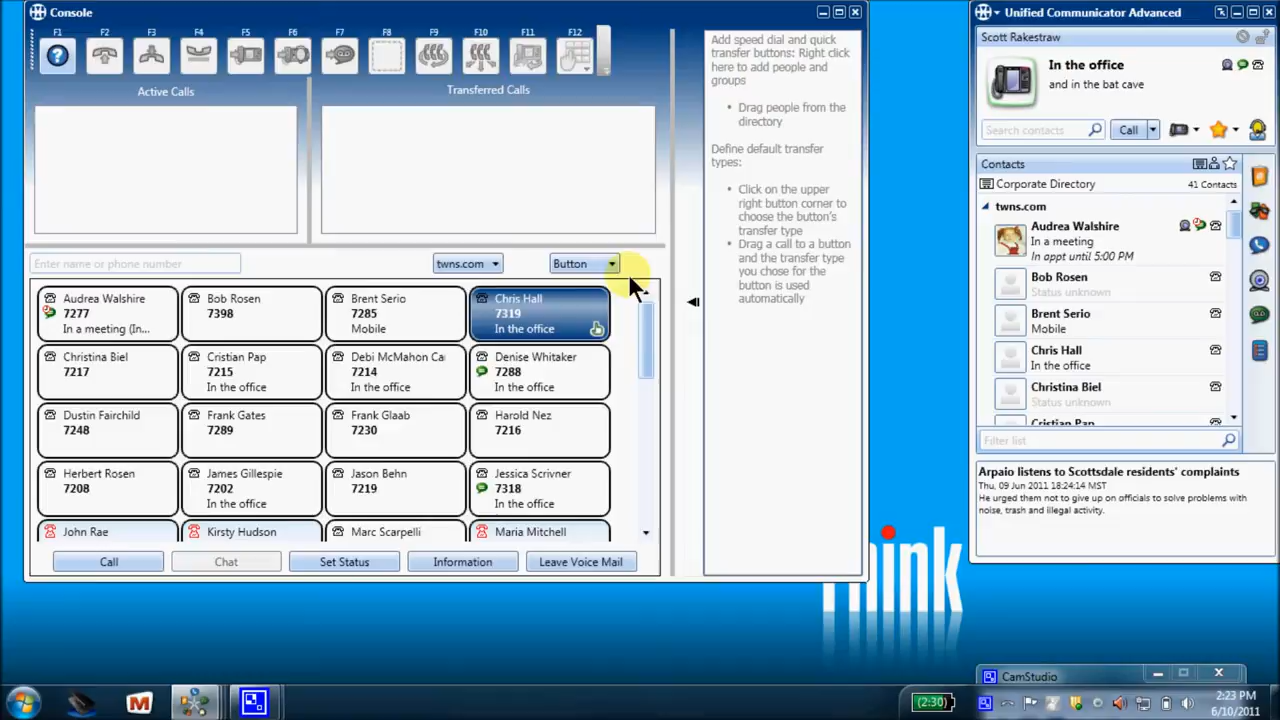 Console
F1 F2 F3 F4 F5 F6 F7 F8 F9 F10 F11 F12
Active Calls
Transferred Calls
Enter name or phone number
twns.com
Button
Audrea Walshire
7277
In a meeting (In...
Bob Rosen
7398
Brent Serio
7285
Mobile
Chris Hall
7319
In the office
Christina Biel
7217
Cristian Pap
7215
In the office
Debi McMahon Ca
7214
In the office
Denise Whitaker
7288
In the office
Dustin Fairchild
7248
Frank Gates
7289
Frank Glaab
7230
Harold Nez
7216
Herbert Rosen
7208
James Gillespie
7202
In the office
Jason Behn
7219
Jessica Scrivner
7318
In the office
John Rae
Kirsty Hudson
Marc Scarpelli
Maria Mitchell
Call
Chat
Set Status
Information
Leave Voice Mail
Add speed dial and quick
transfer buttons: Right click
here to add people and
groups
• Drag people from the
directory
Define default transfer
types:
• Click on the upper
right button corner to
choose the button's
transfer type
• Drag a call to a button
and the transfer type
you chose for the
button is used
automatically
Unified Communicator Advanced
Scott Rakestraw
In the office
and in the bat cave
Search contacts
Call
Contacts
Corporate Directory
41 Contacts
twns.com
Audrea Walshire
In a meeting
In appt until 5:00 PM
Bob Rosen
Status unknown
Brent Serio
Mobile
Chris Hall
In the office
Christina Biel
Status unknown
Cristian Pap
Filter list
Arpaio listens to Scottsdale residents' complaints
Thu, 09 Jun 2011 18:24:14 MST
He urged them not to give up on officials to solve problems with
noise, trash and illegal activity.
Think
CamStudio
(2:30)
2:23 PM
6/10/2011